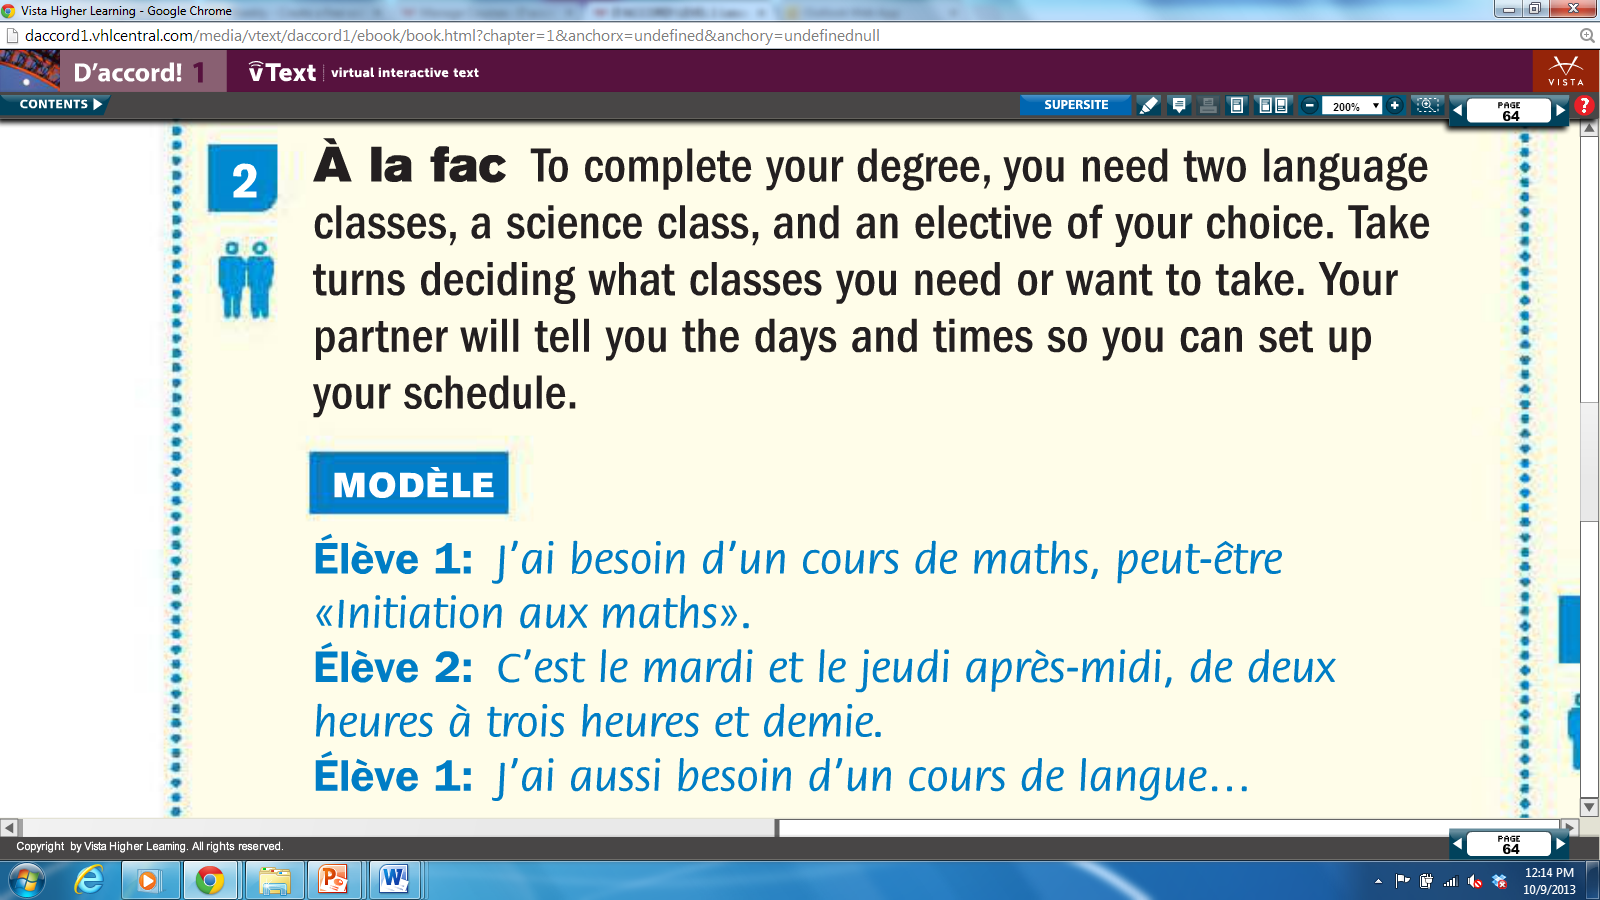 Vista Higher Learning - Google Chrome
daccord1.vhlcentral.com/media/vtext/daccord1/ebook/book.html?chapter=1&anchorx=undefined&anchory=undefinednull
D'accord! 1 vText | virtual interactive text
VISTA
CONTENTS
SUPERSITE
200%
PAGE
64
?
2
À la fac To complete your degree, you need two language
classes, a science class, and an elective of your choice. Take
turns deciding what classes you need or want to take. Your
partner will tell you the days and times so you can set up
your schedule.
MODÈLE
Élève 1: J'ai besoin d'un cours de maths, peut-être
«Initiation aux maths».
Élève 2: C'est le mardi et le jeudi après-midi, de deux
heures à trois heures et demie.
Élève 1: J'ai aussi besoin d'un cours de langue...
Copyright by Vista Higher Learning. All rights reserved.
PAGE
64
12:14 PM
10/9/2013